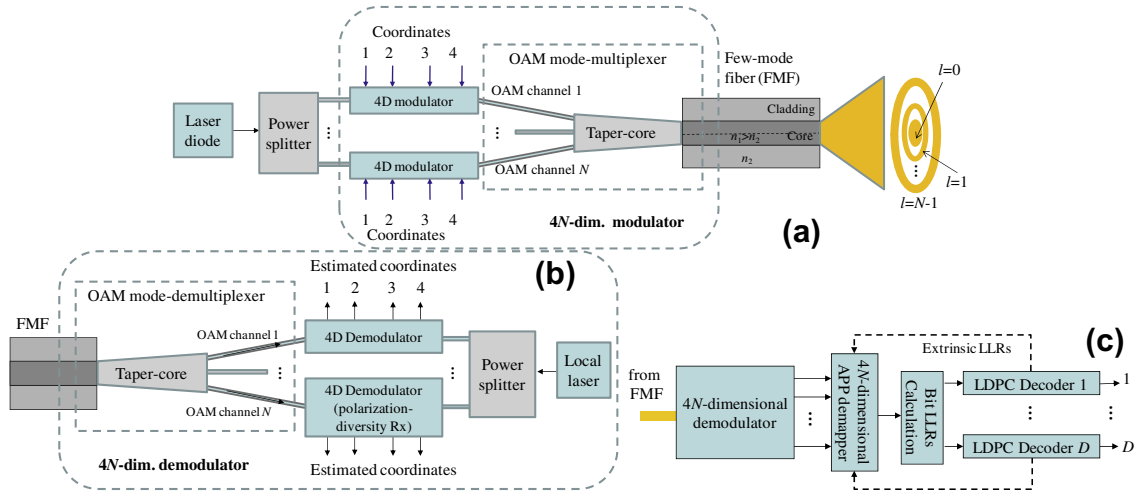 Coordinates
1 2 3 4
OAM mode-multiplexer
Few-mode
fiber (FMF)
l=0
Laser
diode
Power
splitter
4D modulator
OAM channel 1
Taper-core
Cladding
n1>n2
Core
n2
l=1
l=N-1
4D modulator
OAM channel N
1 2 3 4
Coordinates
4N-dim. modulator
(a)
(b)
Estimated coordinates
1 2 3 4
OAM mode-demultiplexer
FMF
OAM channel 1
4D Demodulator
Taper-core
Power
splitter
Local
laser
OAM channel N
4D Demodulator
(polarization-
diversity Rx)
4N-dim. demodulator
Estimated coordinates
(c)
Extrinsic LLRs
from
FMF
4N-dimensional
demodulator
4N-dimensional
APP demapper
Bit LLRs
Calculation
LDPC Decoder 1
1
LDPC Decoder D
D